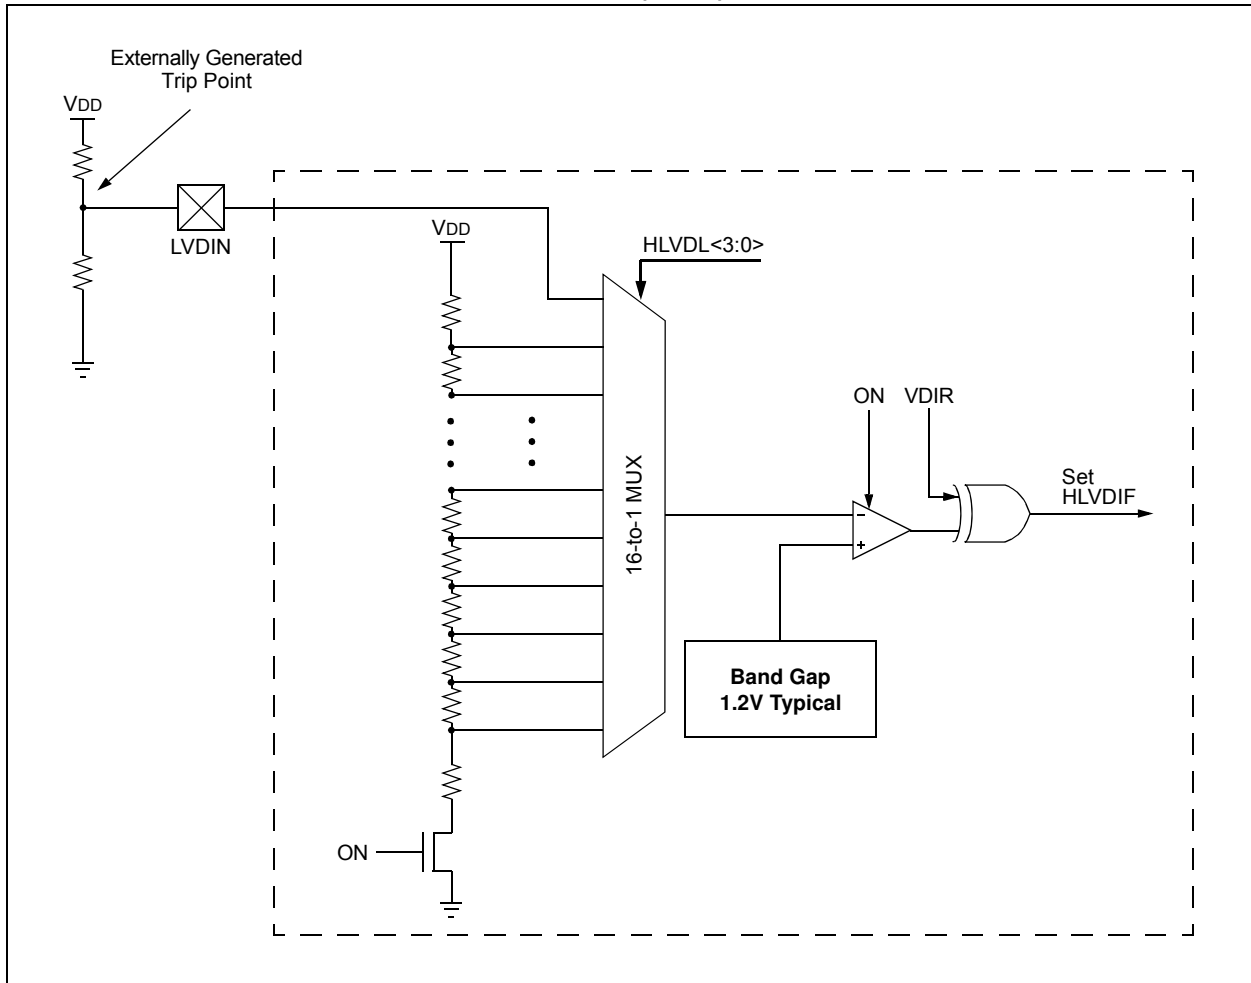 Externally Generated
Trip Point
VDD
LVDIN
VDD
HLVDL<3:0>
16-to-1 MUX
ON
VDIR
Set
HLVDIF
−
+
Band Gap
1.2V Typical
ON